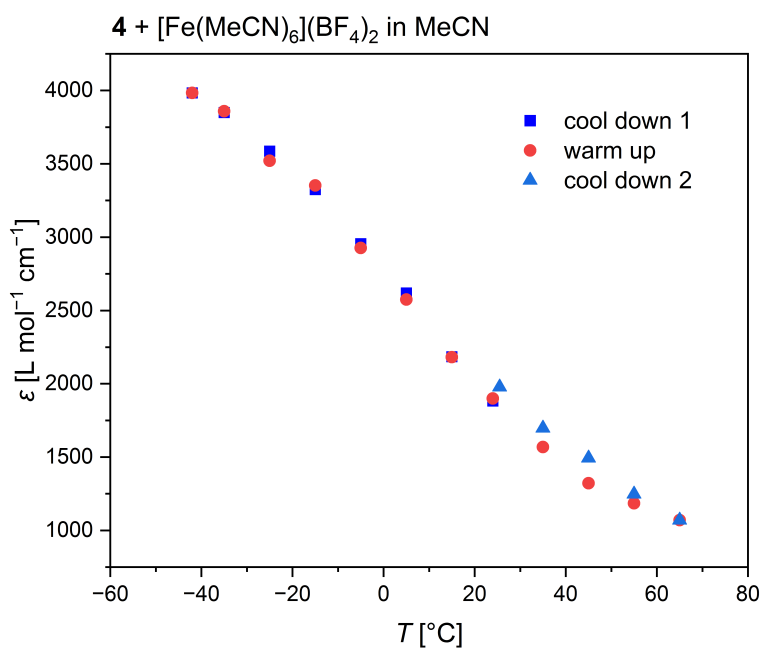 4 + [Fe(MeCN)₆](BF₄)₂ in MeCN
4000
3500
3000
2500
2000
1500
1000
ε [L mol⁻¹ cm⁻¹]
cool down 1
warm up
cool down 2
−60 −40 −20 0 20 40 60 80
T [°C]